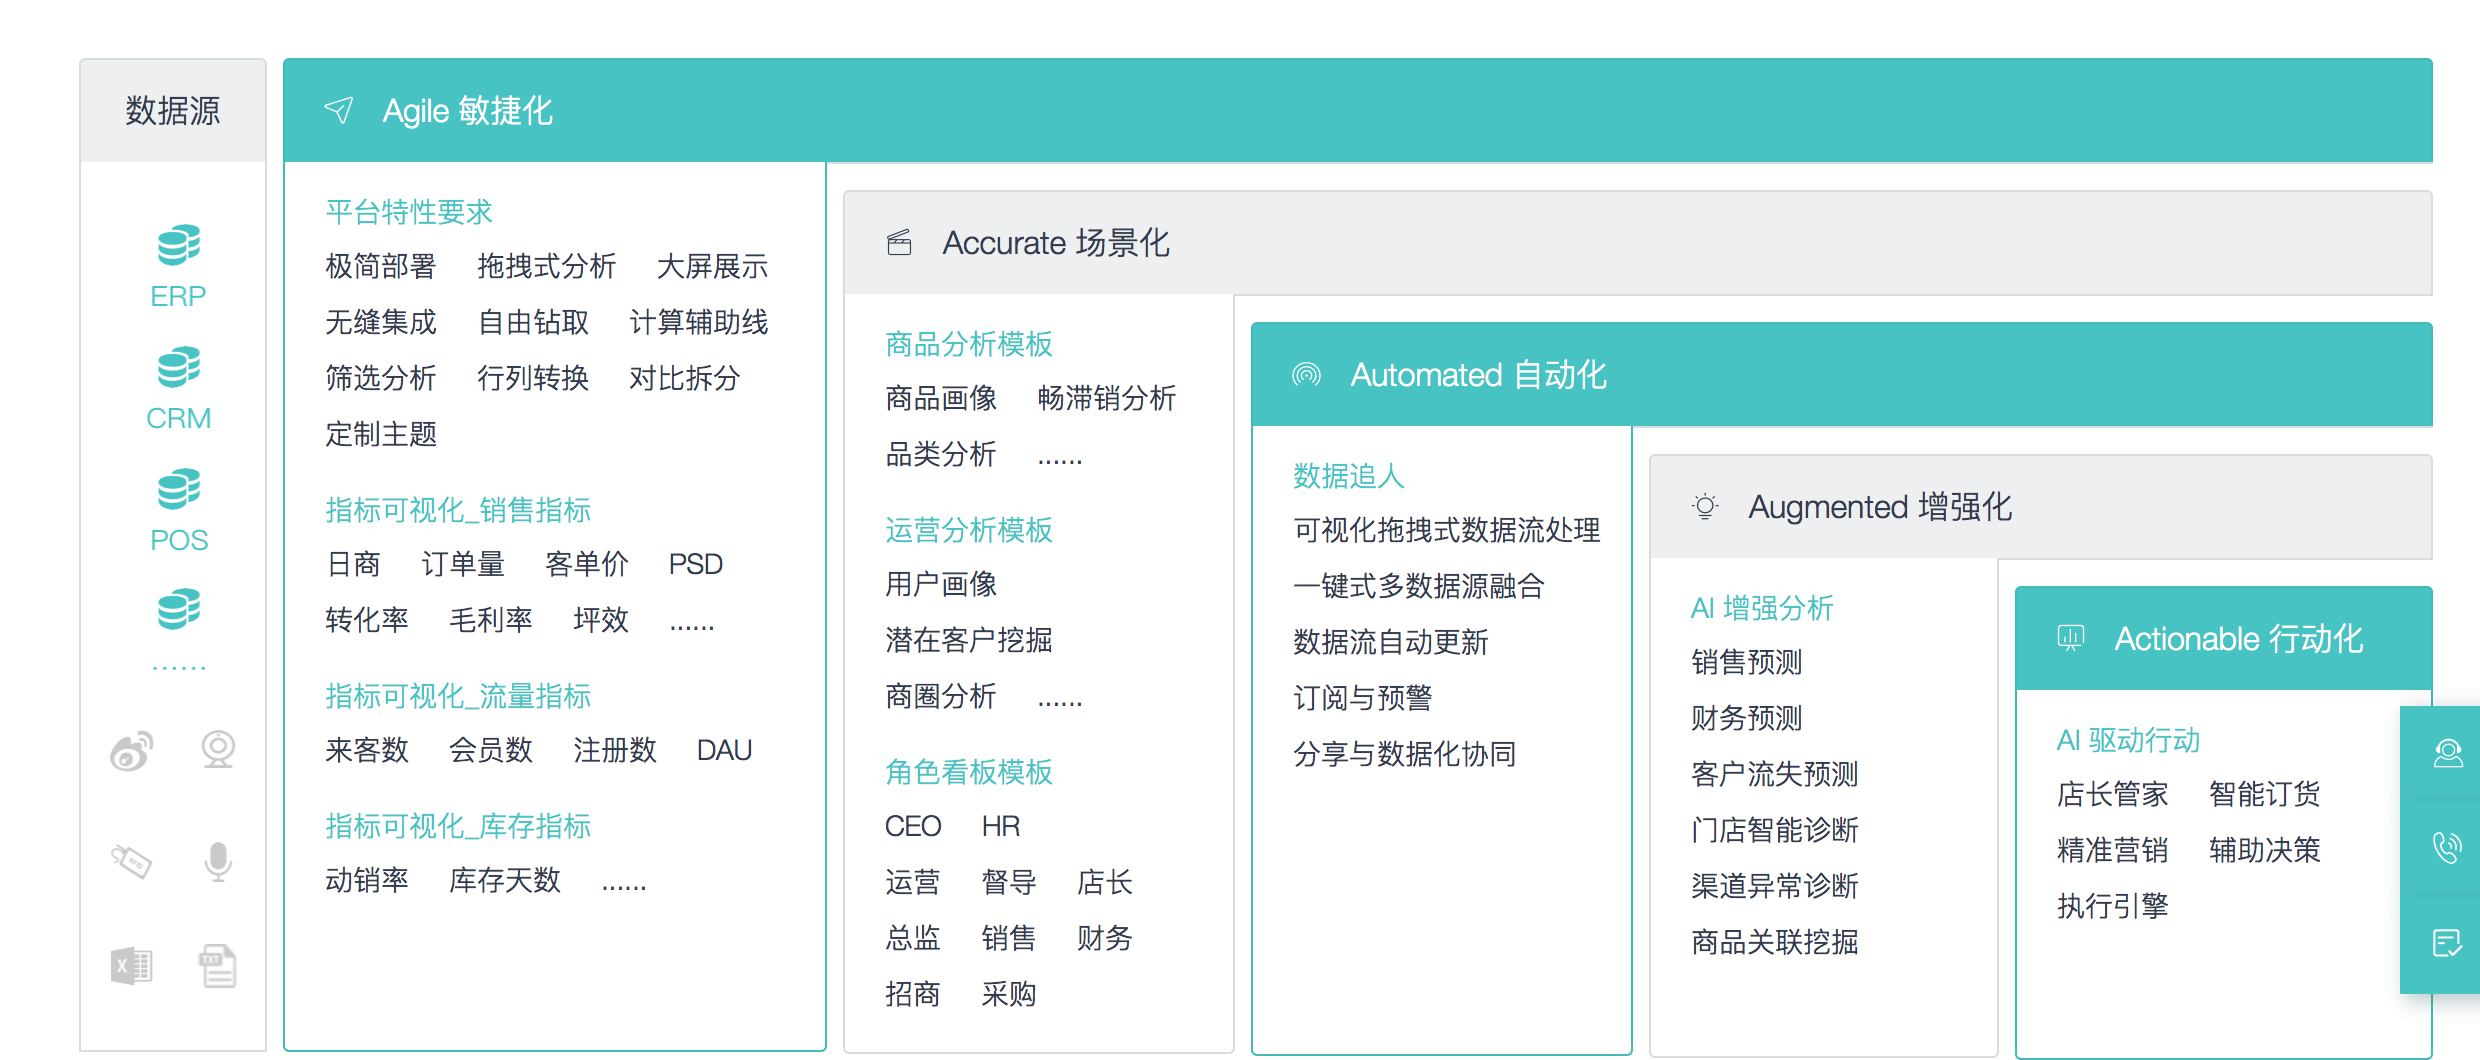 数据源
ERP
CRM
POS
······
Agile 敏捷化
平台特性要求
极简部署 拖拽式分析 大屏展示
无缝集成 自由钻取 计算辅助线
筛选分析 行列转换 对比拆分
定制主题
指标可视化_销售指标
日商 订单量 客单价 PSD
转化率 毛利率 坪效 ......
指标可视化_流量指标
来客数 会员数 注册数 DAU
指标可视化_库存指标
动销率 库存天数 ......
Accurate 场景化
商品分析模板
商品画像 畅滞销分析
品类分析 ......
运营分析模板
用户画像
潜在客户挖掘
商圈分析 ......
角色看板模板
CEO HR
运营 督导 店长
总监 销售 财务
招商 采购
Automated 自动化
数据追人
可视化拖拽式数据流处理
一键式多数据源融合
数据流自动更新
订阅与预警
分享与数据化协同
Augmented 增强化
AI 增强分析
销售预测
财务预测
客户流失预测
门店智能诊断
渠道异常诊断
商品关联挖掘
Actionable 行动化
AI 驱动行动
店长管家 智能订货
精准营销 辅助决策
执行引擎
RFID
X
TXT